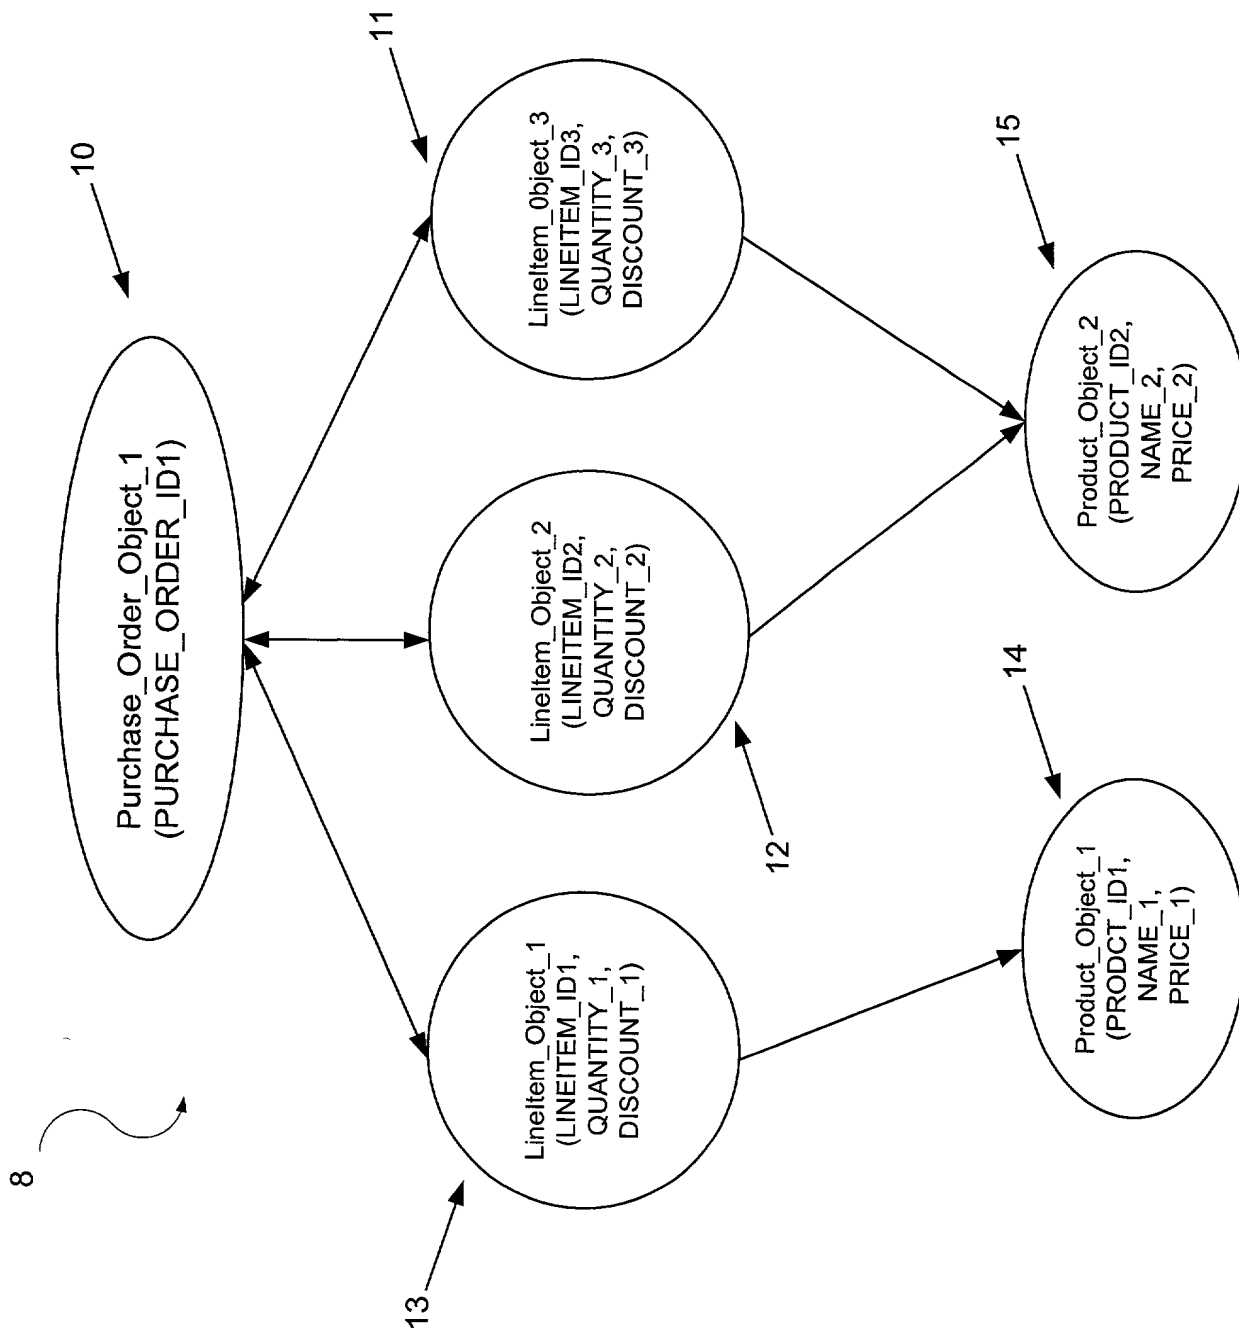 8
10
Purchase_Order_Object_1
(PURCHASE_ORDER_ID1)
13
11
LineItem_Object_1
(LINEITEM_ID1,
QUANTITY_1,
DISCOUNT_1)
LineItem_Object_2
(LINEITEM_ID2,
QUANTITY_2,
DISCOUNT_2)
LineItem_0bject_3
(LINEITEM_ID3,
QUANTITY_3,
DISCOUNT_3)
12
14
15
Product_Object_1
(PRODCT_ID1,
NAME_1,
PRICE_1)
Product_Object_2
(PRODUCT_ID2,
NAME_2,
PRICE_2)